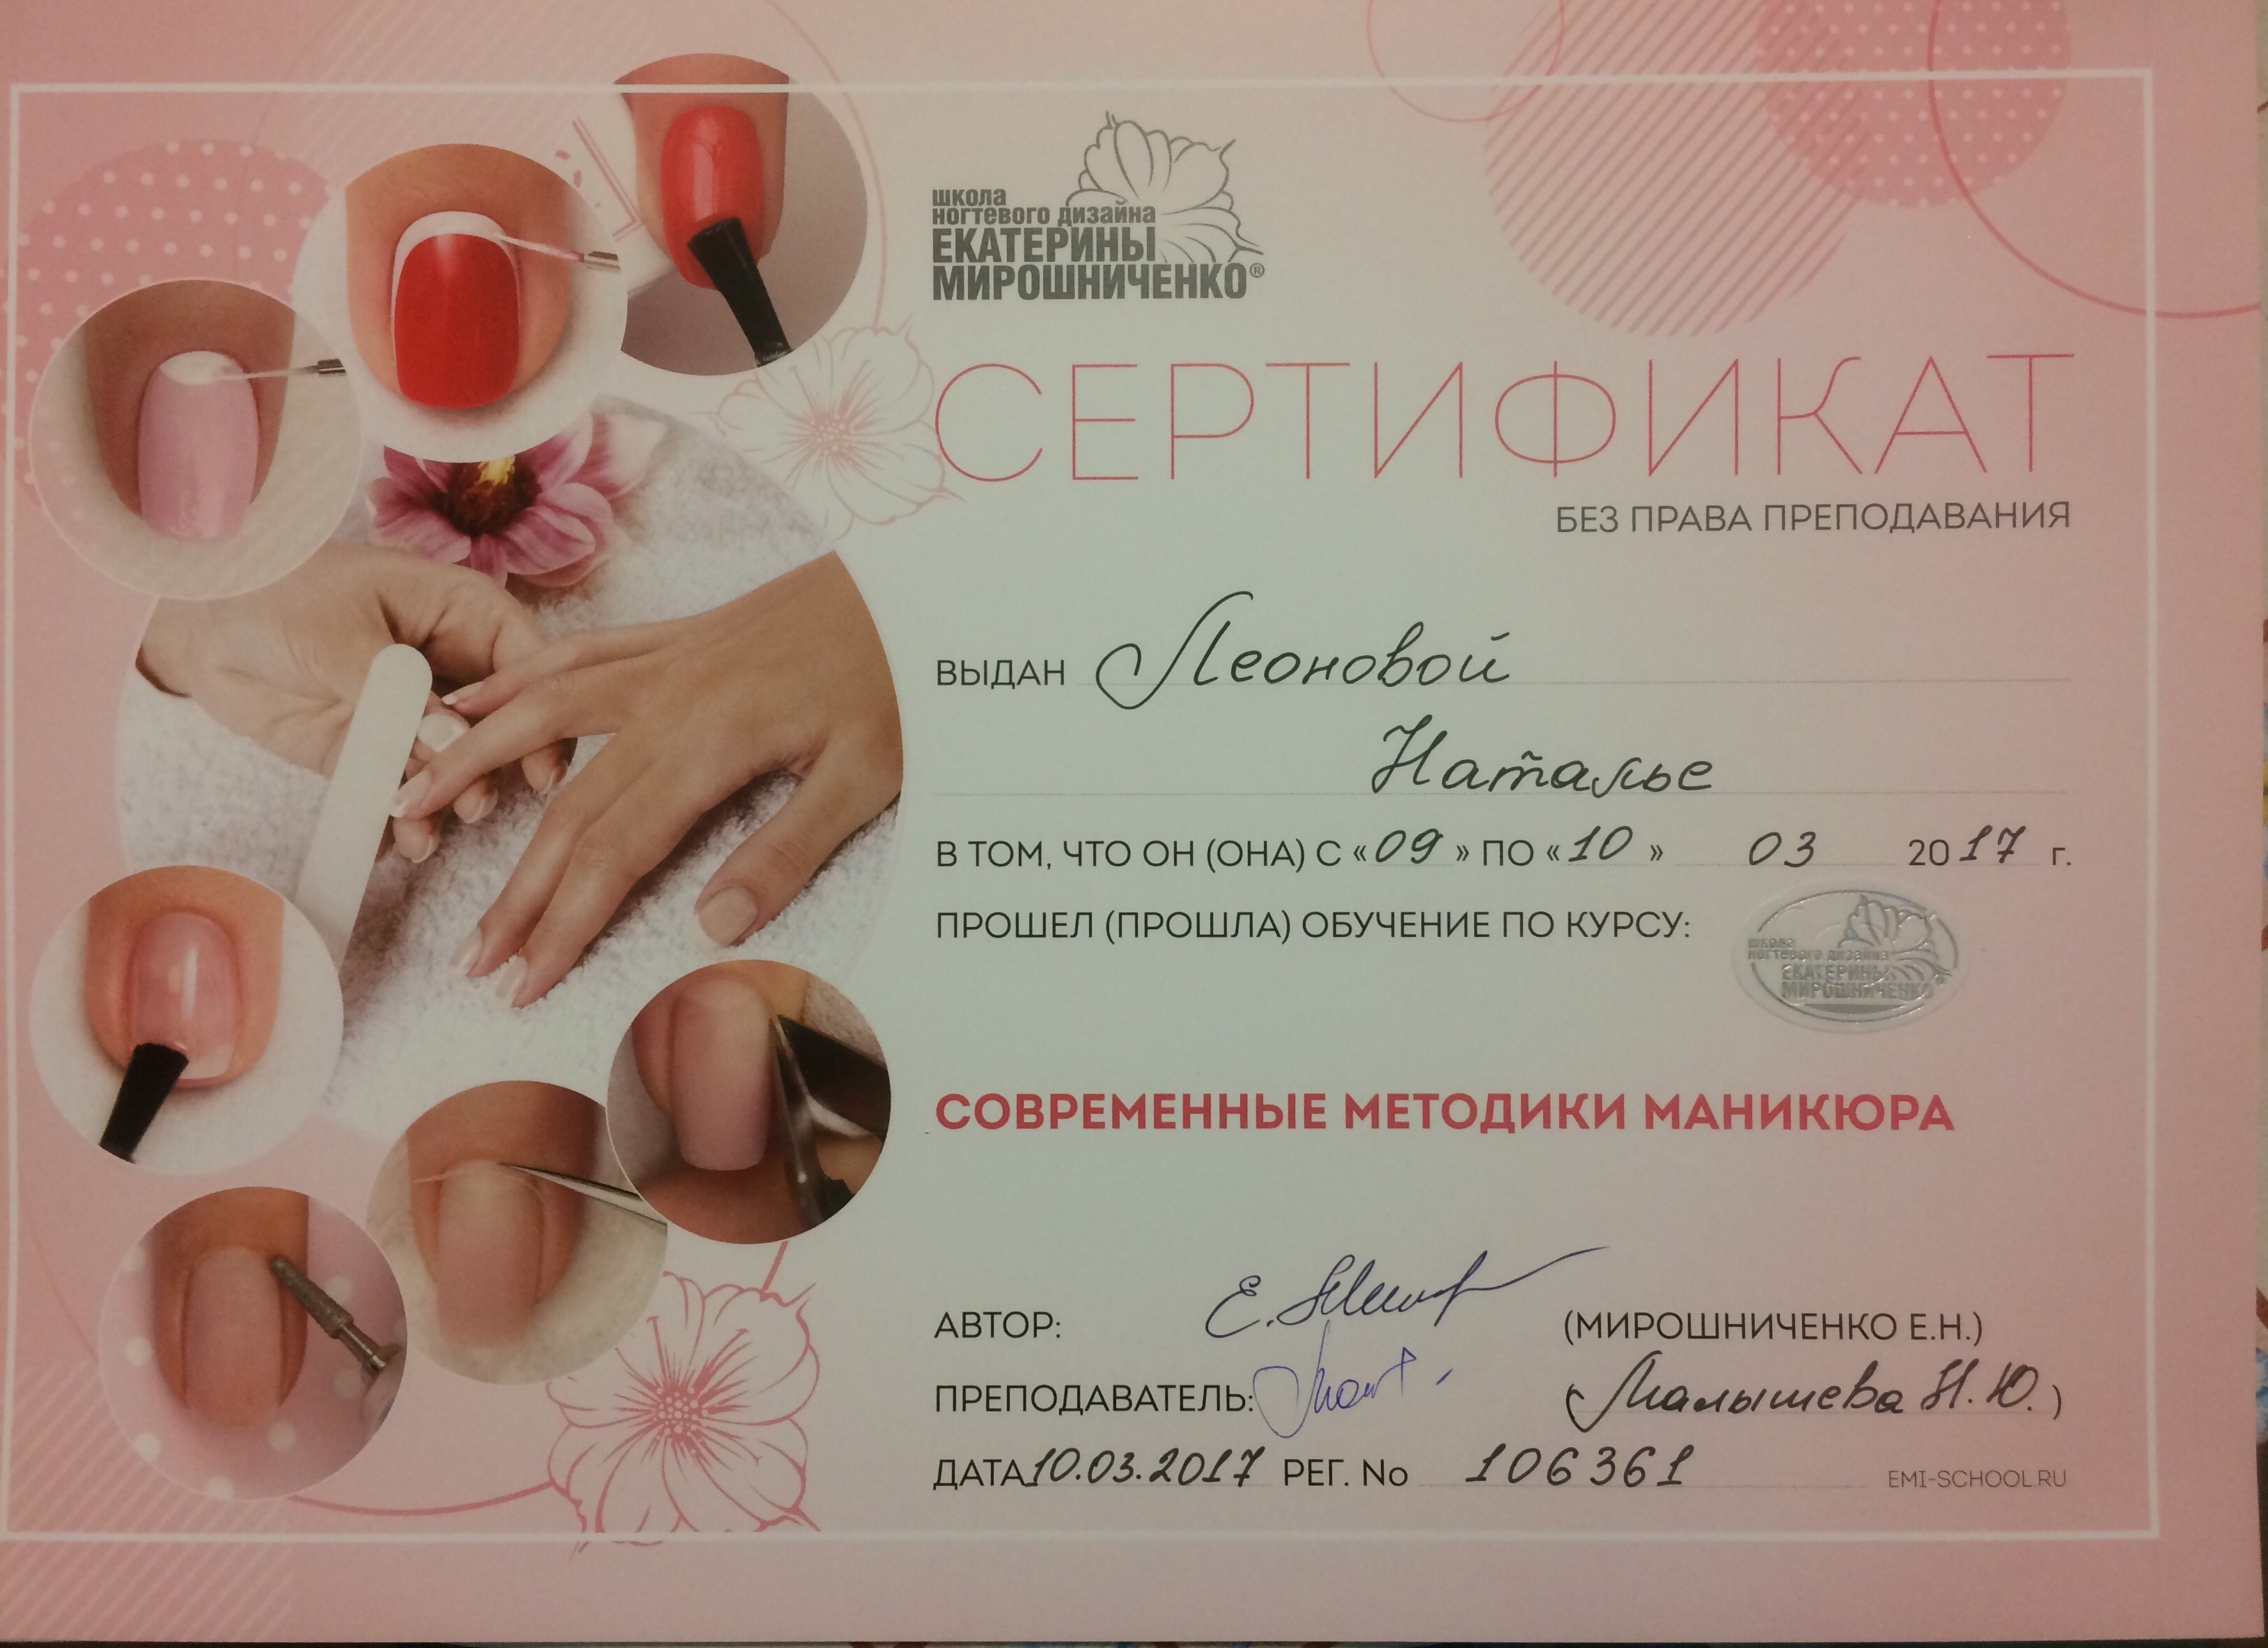 школа
ногтевого дизайна
ЕКАТЕРИНЫ
МИРОШНИЧЕНКО®
СЕРТИФИКАТ
БЕЗ ПРАВА ПРЕПОДАВАНИЯ
ВЫДАН Леоновой
Наталье
В ТОМ, ЧТО ОН (ОНА) С «09» ПО «10» 03 2017 г.
ПРОШЕЛ (ПРОШЛА) ОБУЧЕНИЕ ПО КУРСУ:
школа
ногтевого дизайна
ЕКАТЕРИНЫ
МИРОШНИЧЕНКО
СОВРЕМЕННЫЕ МЕТОДИКИ МАНИКЮРА
АВТОР: (МИРОШНИЧЕНКО Е.Н.)
ПРЕПОДАВАТЕЛЬ: (Малышева Н.Ю.)
ДАТА 10.03.2017 РЕГ. No 106361 EMI-SCHOOL.RU